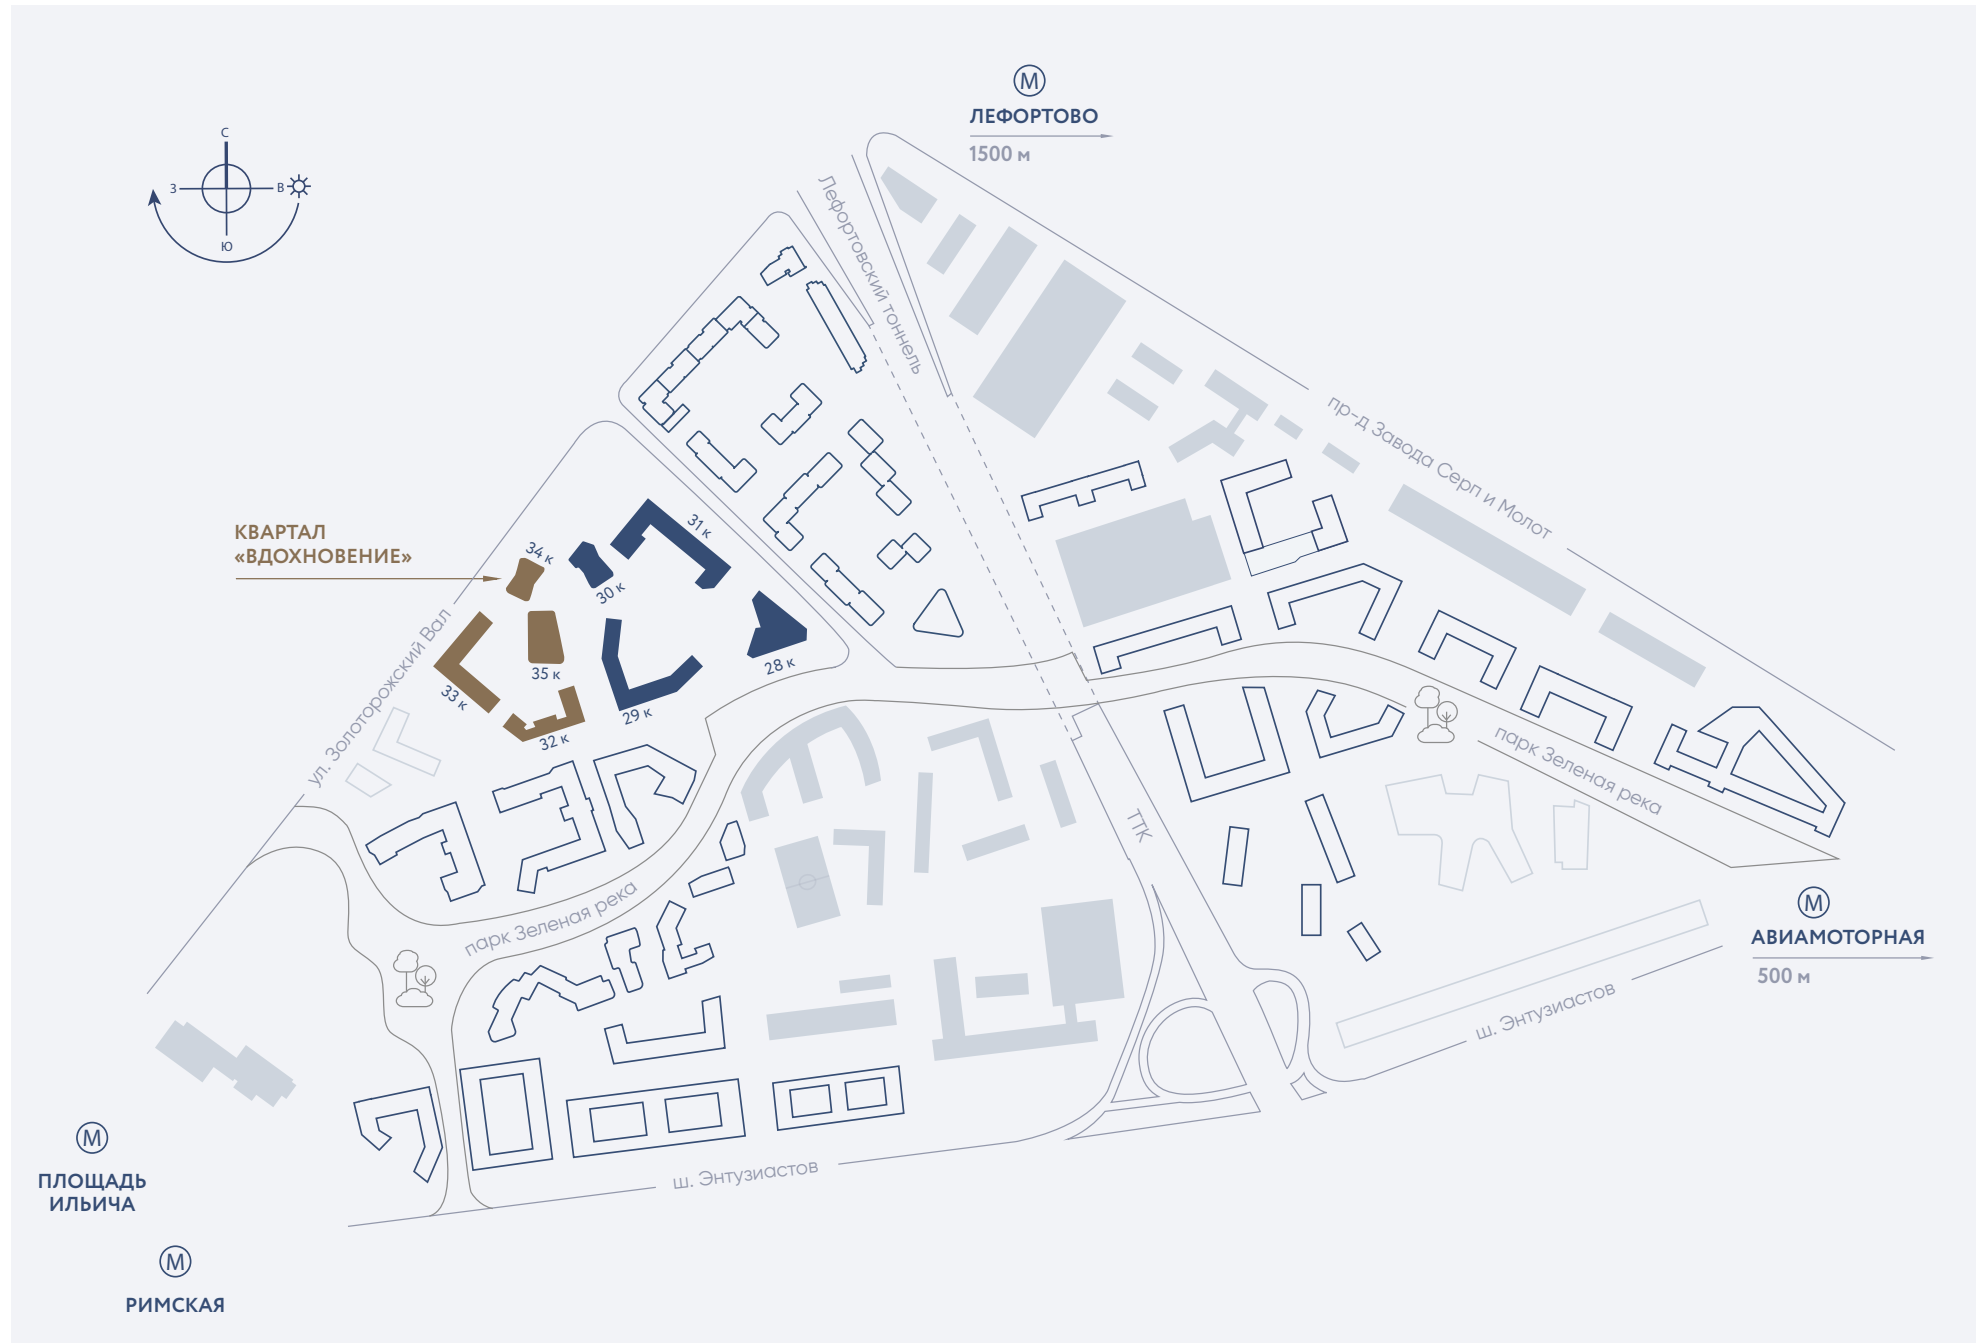 М
ЛЕФОРТОВО
1500 м
С
З
В
Ю
Лефортовский тоннель
пр-д Завода Серп и Молот
КВАРТАЛ
«ВДОХНОВЕНИЕ»
31 к
34 к
30 к
28 к
35 к
33 к
29 к
32 к
ул. Золоторожский Вал
парк Зеленая река
ТТК
парк Зеленая река
М
АВИАМОТОРНАЯ
500 м
ш. Энтузиастов
М
ПЛОЩАДЬ
ИЛЬИЧА
ш. Энтузиастов
М
РИМСКАЯ